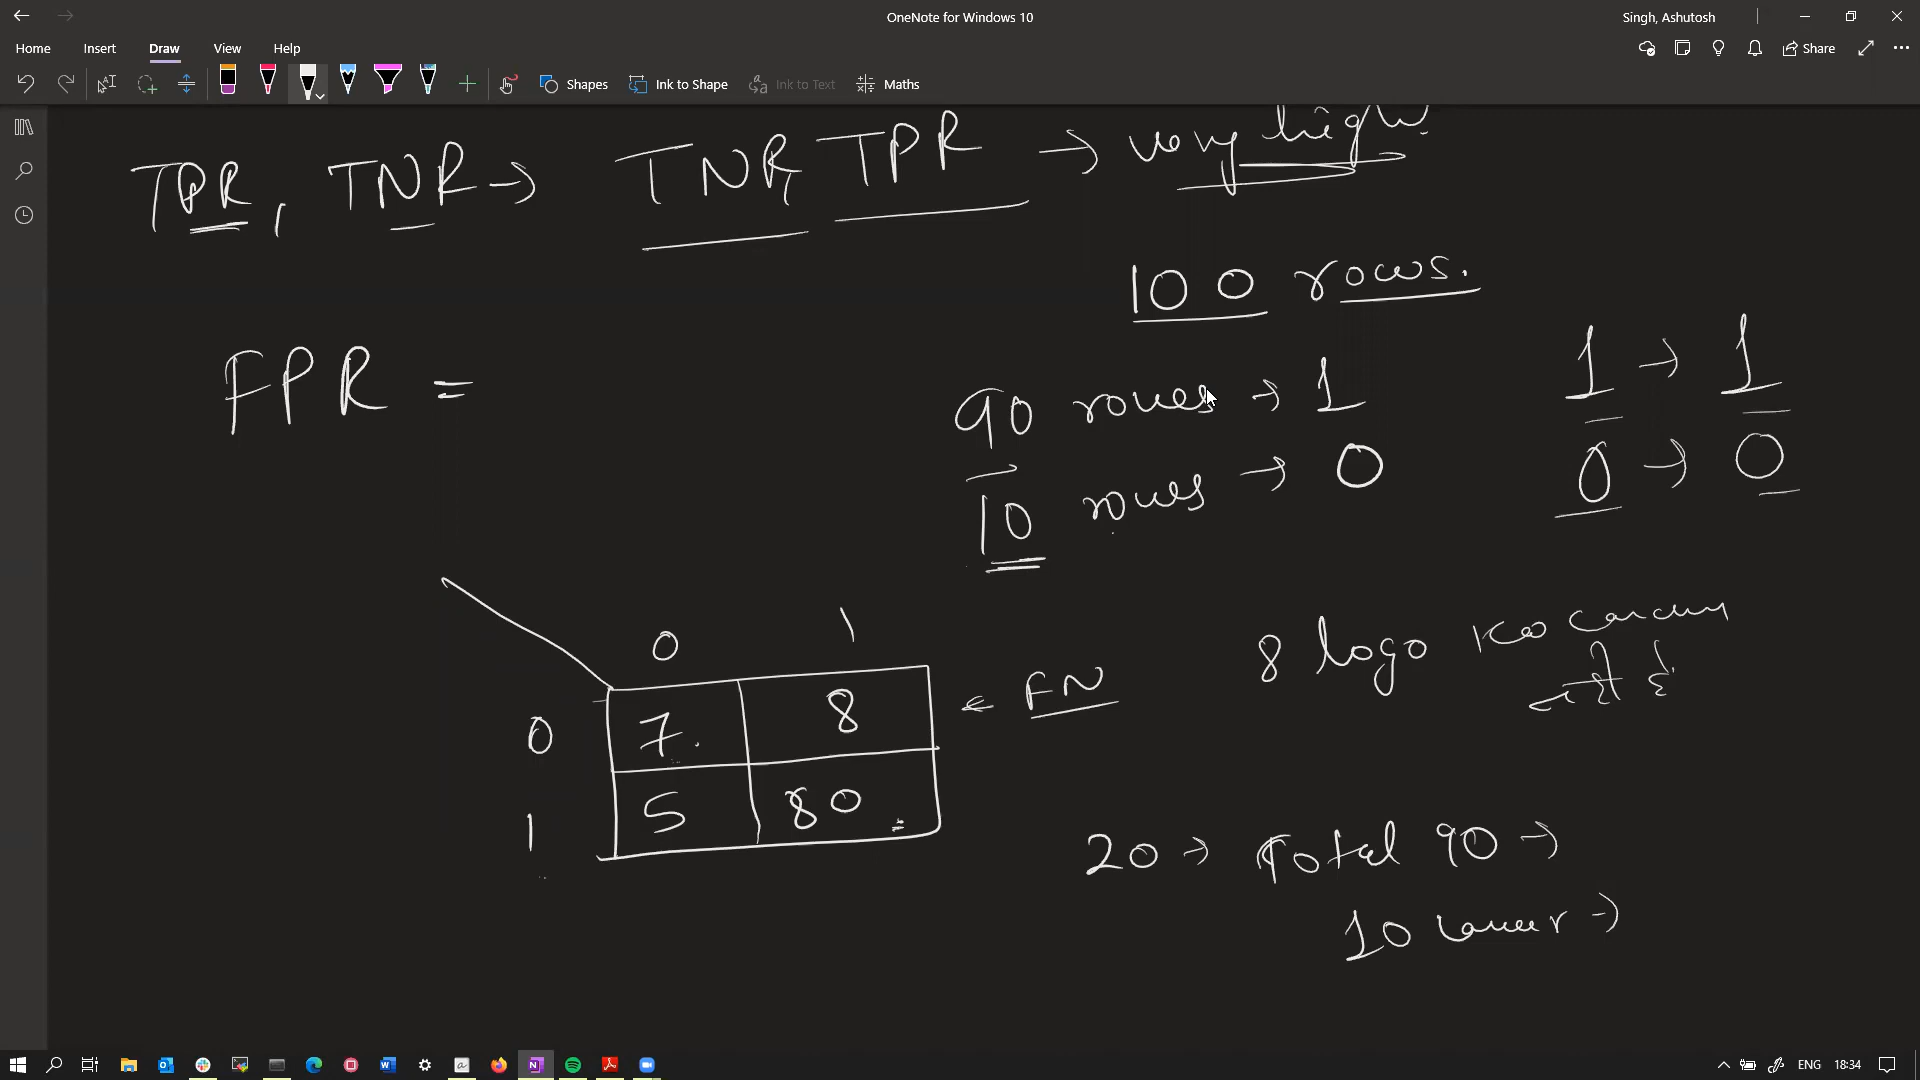 OneNote for Windows 10
Singh, Ashutosh
Home Insert Draw View Help
Share
Shapes Ink to Shape Ink to Text Maths
TPR, TNR → TNR, TPR → very high
100 rows.
FPR =
90 rows → 1
1 → 1
10 rows → 0
0 → 0
0 1
0 7 8 ← FN
1 5 80
8 logo ko cancer
20 → Total 90 →
10 →
ENG 18:34